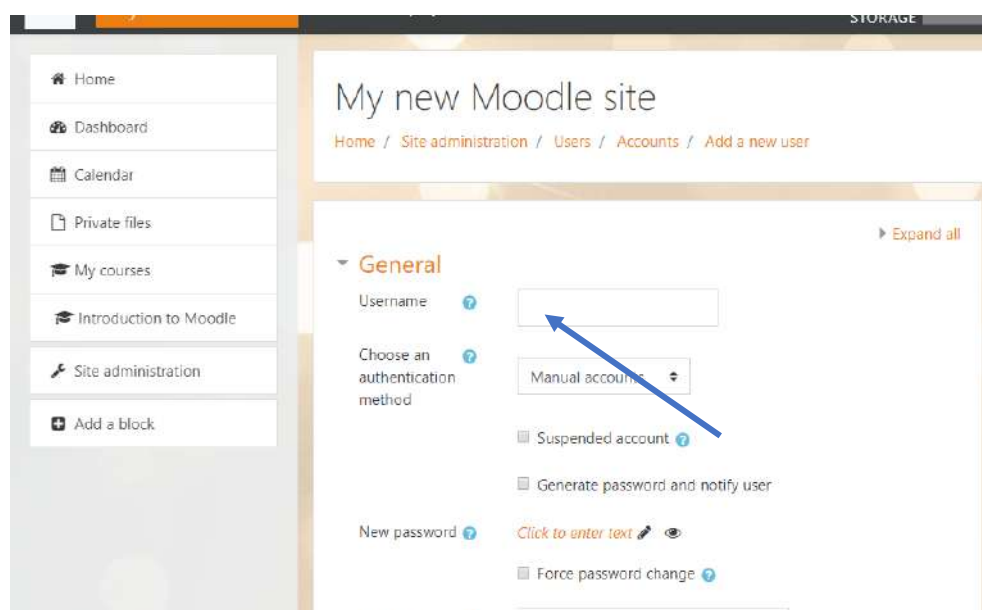 STORAGE
Home
Dashboard
Calendar
Private files
My courses
Introduction to Moodle
Site administration
Add a block
My new Moodle site
Home / Site administration / Users / Accounts / Add a new user
Expand all
General
Username
Choose an
authentication
method
Manual accounts
Suspended account
Generate password and notify user
New password
Click to enter text
Force password change